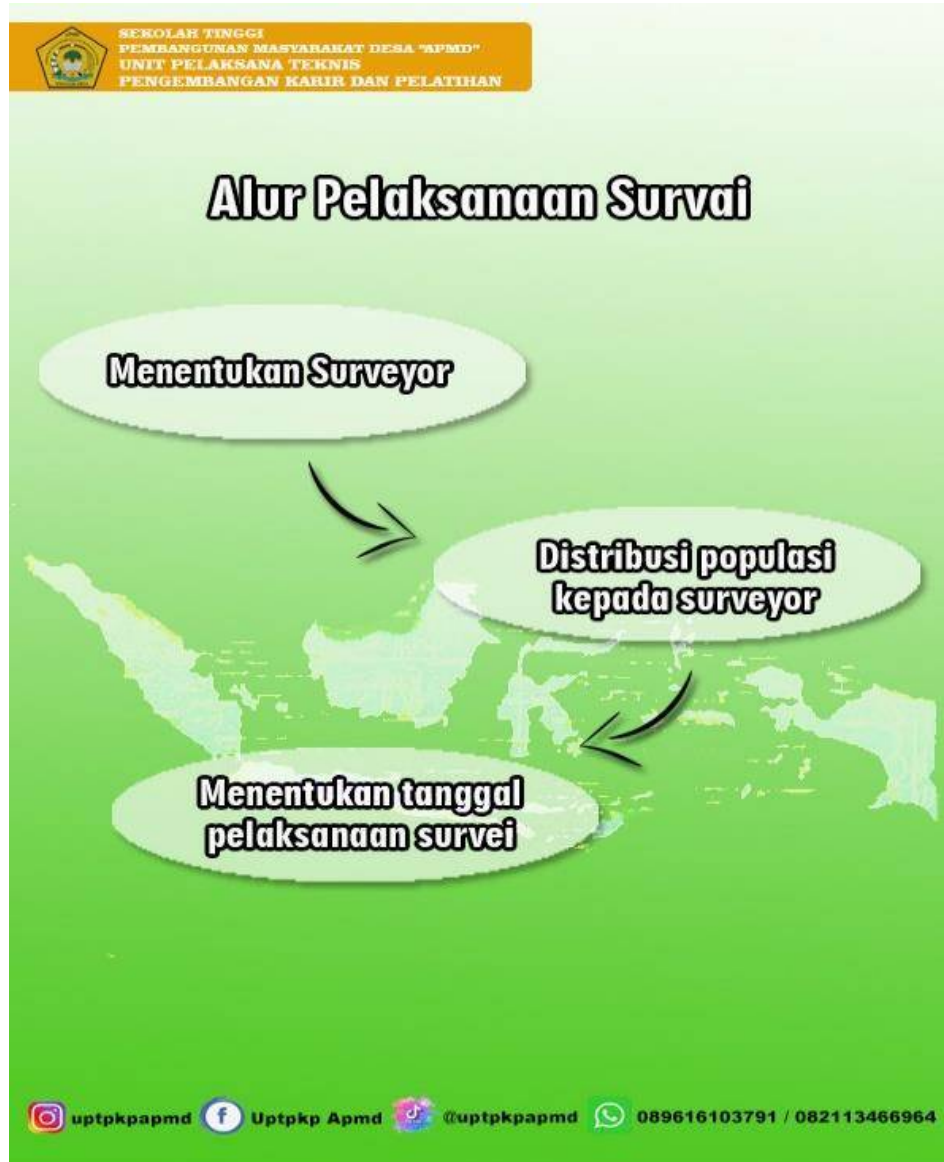 SEKOLAH TINGGI
PEMBANGUNAN MASYARAKAT DESA "APMD"
UNIT PELAKSANA TEKNIS
PENGEMBANGAN KARIR DAN PELATIHAN
Alur Pelaksanaan Survai
Menentukan Surveyor
Distribusi populasi
kepada surveyor
Menentukan tanggal
pelaksanaan survei
uptpkpapmd Uptpkp Apmd @uptpkpapmd 089616103791 / 082113466964